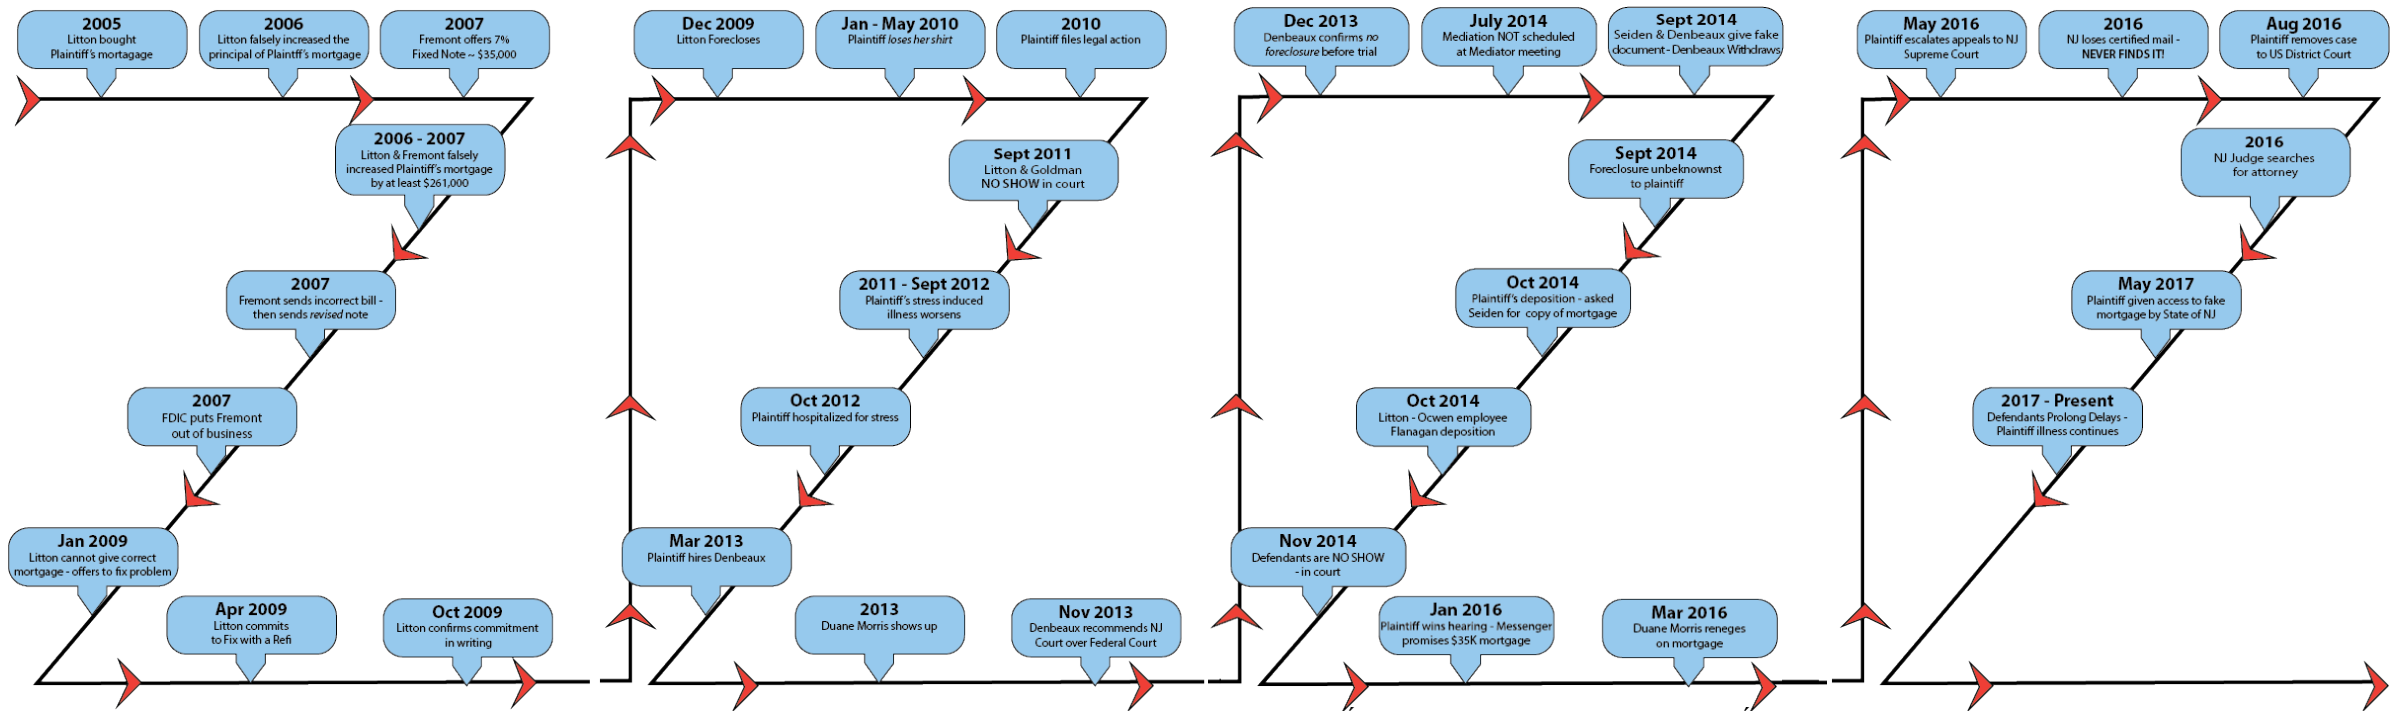 2005
Litton bought
Plaintiff's mortagage
2006
Litton falsely increased the
principal of Plaintff's mortgage
2007
Fremont offers 7%
Fixed Note ~ $35,000
2006 - 2007
Litton & Fremont falsely
increased Plaintiff's mortgage
by at least $261,000
2007
Fremont sends incorrect bill -
then sends revised note
2007
FDIC puts Fremont
out of business
Jan 2009
Litton cannot give correct
mortgage - offers to fix problem
Apr 2009
Litton commits
to Fix with a Refi
Oct 2009
Litton confirms commitment
in writing
Dec 2009
Litton Forecloses
Jan - May 2010
Plaintiff loses her shirt
2010
Plaintiff files legal action
Sept 2011
Litton & Goldman
NO SHOW in court
2011 - Sept 2012
Plaintiff's stress induced
illness worsens
Oct 2012
Plaintiff hospitalized for stress
Mar 2013
Plaintiff hires Denbeaux
2013
Duane Morris shows up
Nov 2013
Denbeaux recommends NJ
Court over Federal Court
Dec 2013
Denbeaux confirms no
foreclosure before trial
July 2014
Mediation NOT scheduled
at Mediator meeting
Sept 2014
Seiden & Denbeaux give fake
document - Denbeaux Withdraws
Sept 2014
Foreclosure unbeknownst
to plaintiff
Oct 2014
Plaintiff's deposition - asked
Seiden for copy of mortgage
Oct 2014
Litton - Ocwen employee
Flanagan deposition
Nov 2014
Defendants are NO SHOW
- in court
Jan 2016
Plaintiff wins hearing - Messenger
promises $35K mortgage
Mar 2016
Duane Morris reneges
on mortgage
May 2016
Plaintiff escalates appeals to NJ
Supreme Court
2016
NJ loses certified mail -
NEVER FINDS IT!
Aug 2016
Plaintiff removes case
to US District Court
2016
NJ Judge searches
for attorney
May 2017
Plaintiff given access to fake
mortgage by State of NJ
2017 - Present
Defendants Prolong Delays -
Plaintiff illness continues